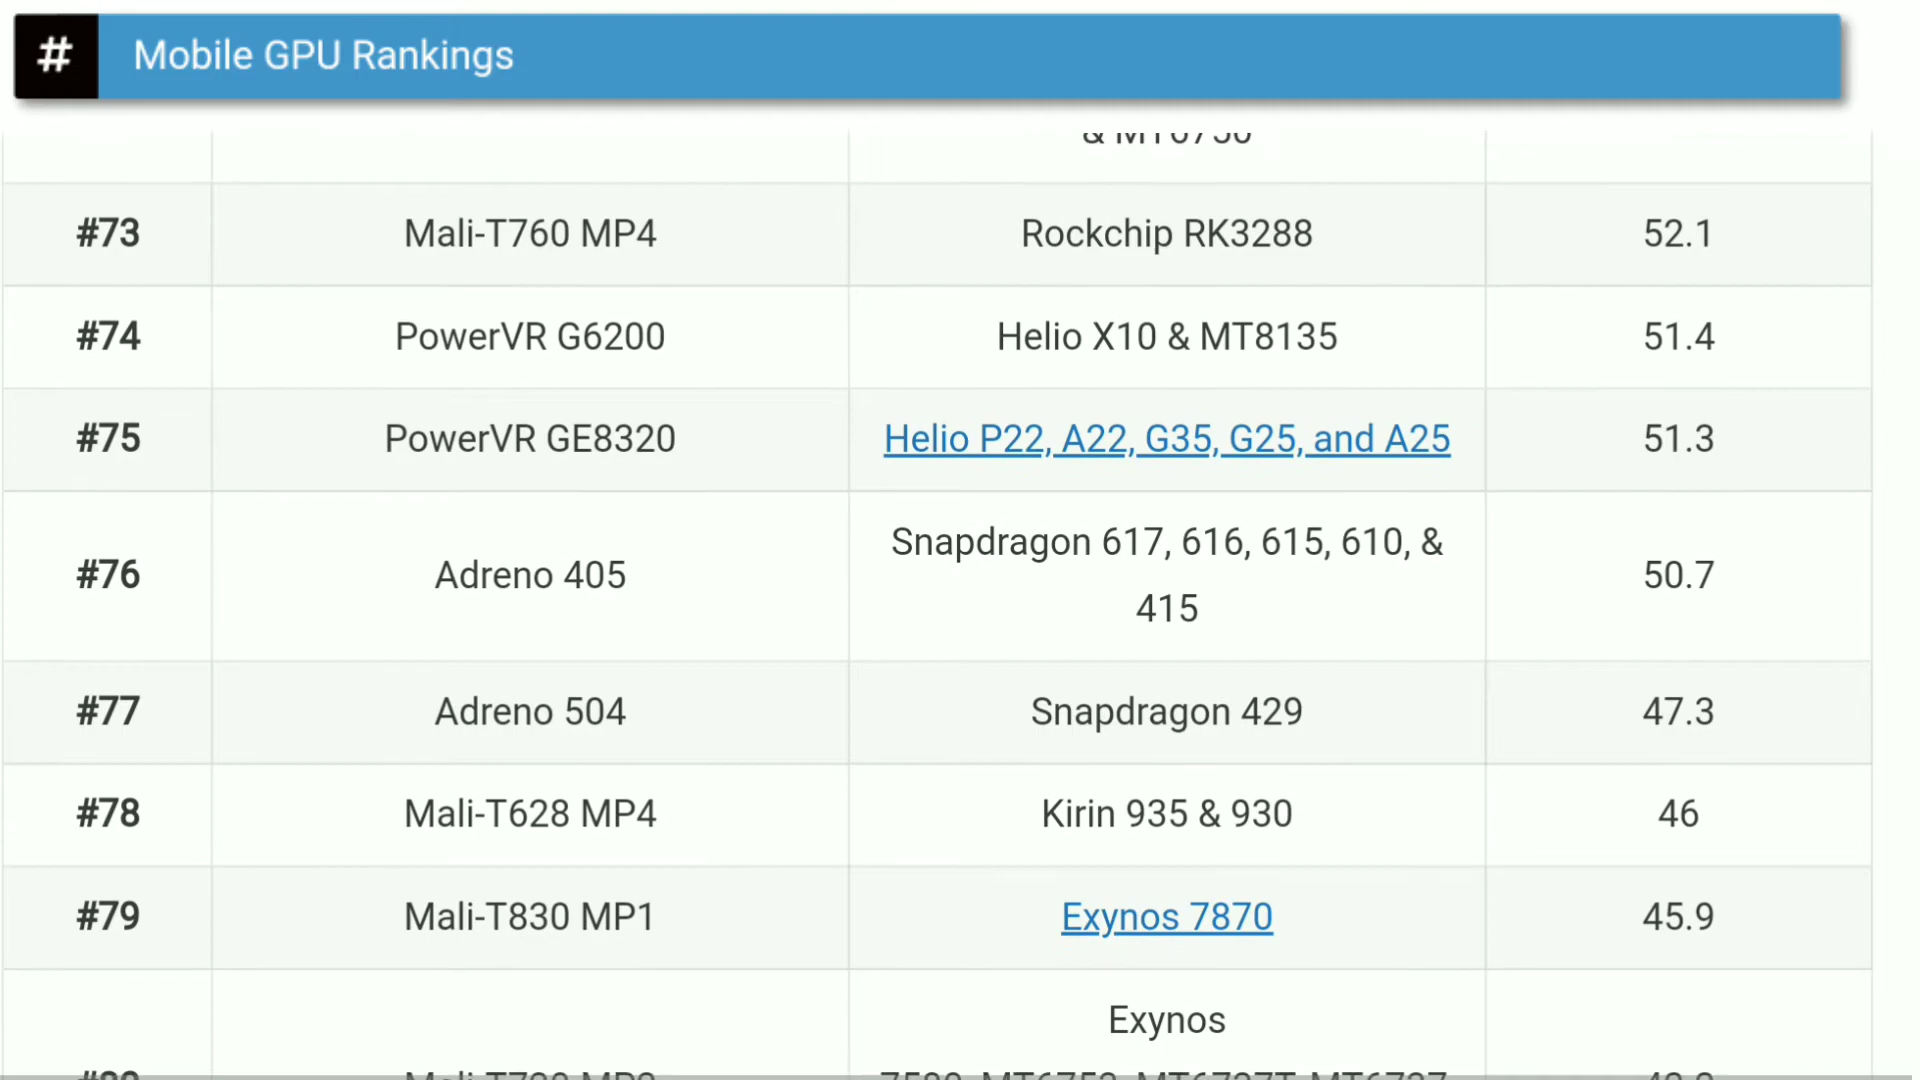 # Mobile GPU Rankings
& MT6750
#73 Mali-T760 MP4 Rockchip RK3288 52.1
#74 PowerVR G6200 Helio X10 & MT8135 51.4
#75 PowerVR GE8320 Helio P22, A22, G35, G25, and A25 51.3
#76 Adreno 405 Snapdragon 617, 616, 615, 610, &
415 50.7
#77 Adreno 504 Snapdragon 429 47.3
#78 Mali-T628 MP4 Kirin 935 & 930 46
#79 Mali-T830 MP1 Exynos 7870 45.9
Exynos